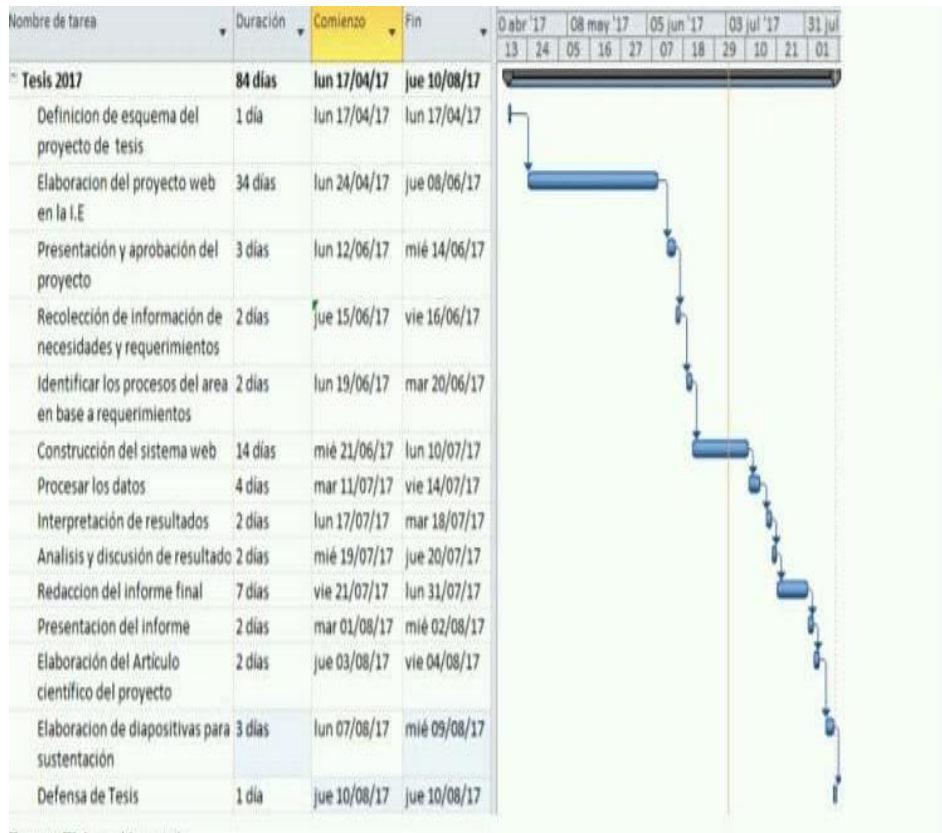 Nombre de tarea Duración Comienzo Fin 0 abr '17 08 may '17 05 jun '17 03 jul '17 31 jul
13 24 05 16 27 07 18 29 10 21 01
Tesis 2017 84 días lun 17/04/17 jue 10/08/17
Definicion de esquema del 1 día lun 17/04/17 lun 17/04/17
proyecto de tesis
Elaboracion del proyecto web 34 días lun 24/04/17 jue 08/06/17
en la I.E
Presentación y aprobación del 3 días lun 12/06/17 mié 14/06/17
proyecto
Recolección de información de 2 días jue 15/06/17 vie 16/06/17
necesidades y requerimientos
Identificar los procesos del area 2 días lun 19/06/17 mar 20/06/17
en base a requerimientos
Construcción del sistema web 14 días mié 21/06/17 lun 10/07/17
Procesar los datos 4 días mar 11/07/17 vie 14/07/17
Interpretación de resultados 2 días lun 17/07/17 mar 18/07/17
Analisis y discusión de resultado 2 días mié 19/07/17 jue 20/07/17
Redaccion del informe final 7 días vie 21/07/17 lun 31/07/17
Presentacion del informe 2 días mar 01/08/17 mié 02/08/17
Elaboración del Artículo 2 días jue 03/08/17 vie 04/08/17
científico del proyecto
Elaboracion de diapositivas para 3 días lun 07/08/17 mié 09/08/17
sustentación
Defensa de Tesis 1 día jue 10/08/17 jue 10/08/17